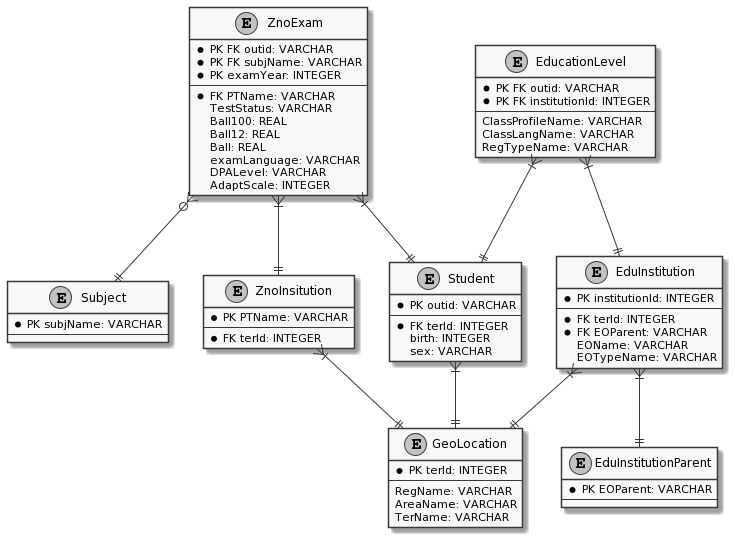 E ZnoExam
PK FK outid: VARCHAR
PK FK subjName: VARCHAR
PK examYear: INTEGER
FK PTName: VARCHAR
TestStatus: VARCHAR
Ball100: REAL
Ball12: REAL
Ball: REAL
examLanguage: VARCHAR
DPALevel: VARCHAR
AdaptScale: INTEGER
E EducationLevel
PK FK outid: VARCHAR
PK FK institutionId: INTEGER
ClassProfileName: VARCHAR
ClassLangName: VARCHAR
RegTypeName: VARCHAR
E Subject
PK subjName: VARCHAR
E ZnoInsitution
PK PTName: VARCHAR
FK terId: INTEGER
E Student
PK outid: VARCHAR
FK terId: INTEGER
birth: INTEGER
sex: VARCHAR
E EduInstitution
PK institutionId: INTEGER
FK terId: INTEGER
FK EOParent: VARCHAR
EOName: VARCHAR
EOTypeName: VARCHAR
E GeoLocation
PK terId: INTEGER
RegName: VARCHAR
AreaName: VARCHAR
TerName: VARCHAR
E EduInstitutionParent
PK EOParent: VARCHAR